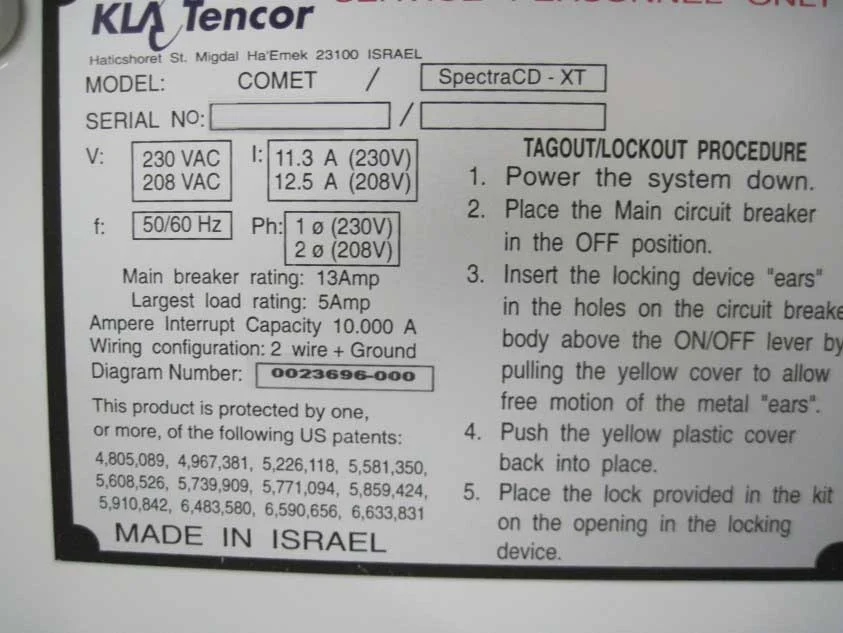 SERVICE PERSONNEL ONLY
KLA Tencor
Haticshoret St. Migdal Ha'Emek 23100 ISRAEL
MODEL: COMET / SpectraCD - XT
SERIAL NO: /
V: 230 VAC
208 VAC
I: 11.3 A (230V)
12.5 A (208V)
f: 50/60 Hz
Ph: 1 ø (230V)
2 ø (208V)
Main breaker rating: 13Amp
Largest load rating: 5Amp
Ampere Interrupt Capacity 10.000 A
Wiring configuration: 2 wire + Ground
Diagram Number: 0023696-000
This product is protected by one,
or more, of the following US patents:
4,805,089, 4,967,381, 5,226,118, 5,581,350,
5,608,526, 5,739,909, 5,771,094, 5,859,424,
5,910,842, 6,483,580, 6,590,656, 6,633,831
MADE IN ISRAEL
TAGOUT/LOCKOUT PROCEDURE
1. Power the system down.
2. Place the Main circuit breaker
in the OFF position.
3. Insert the locking device "ears"
in the holes on the circuit breake
body above the ON/OFF lever by
pulling the yellow cover to allow
free motion of the metal "ears".
4. Push the yellow plastic cover
back into place.
5. Place the lock provided in the kit
on the opening in the locking
device.